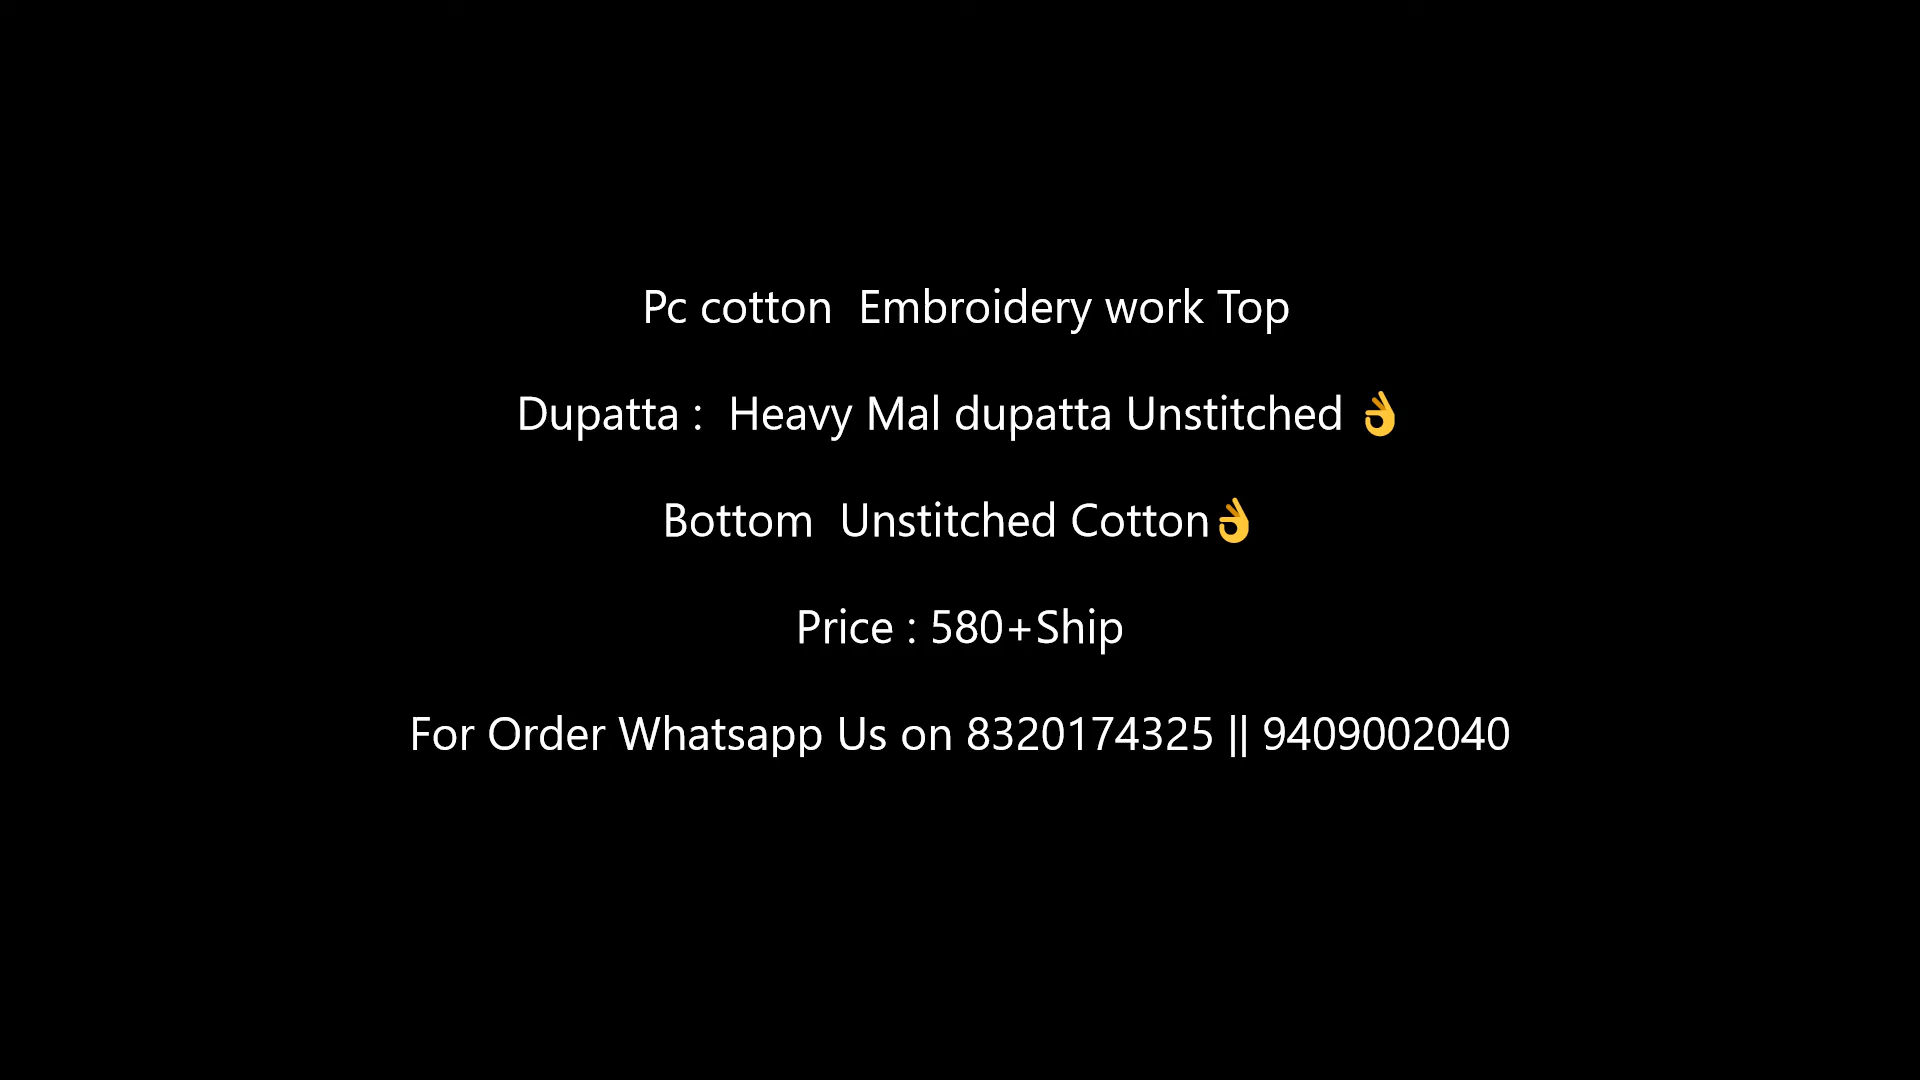 Pc cotton  Embroidery work Top
Dupatta :  Heavy Mal dupatta Unstitched 👌
Bottom  Unstitched Cotton👌
Price : 580+Ship
For Order Whatsapp Us on 8320174325 || 9409002040